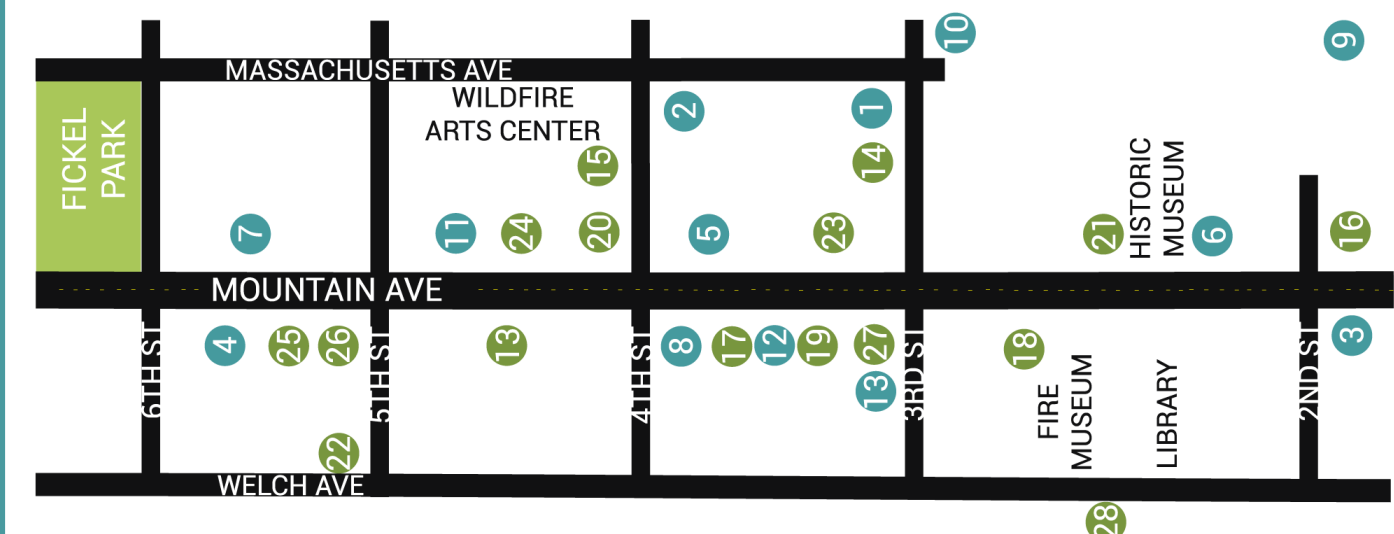 10
9
MASSACHUSETTS AVE
WILDFIRE
ARTS CENTER
2
1
FICKEL
PARK
15
14
HISTORIC
MUSEUM
7
11
24
20
5
23
21
6
16
MOUNTAIN AVE
6TH ST
5TH ST
4TH ST
3RD ST
2ND ST
4
25
26
13
8
17
12
19
27
18
3
13
FIRE
MUSEUM
LIBRARY
22
WELCH AVE
28